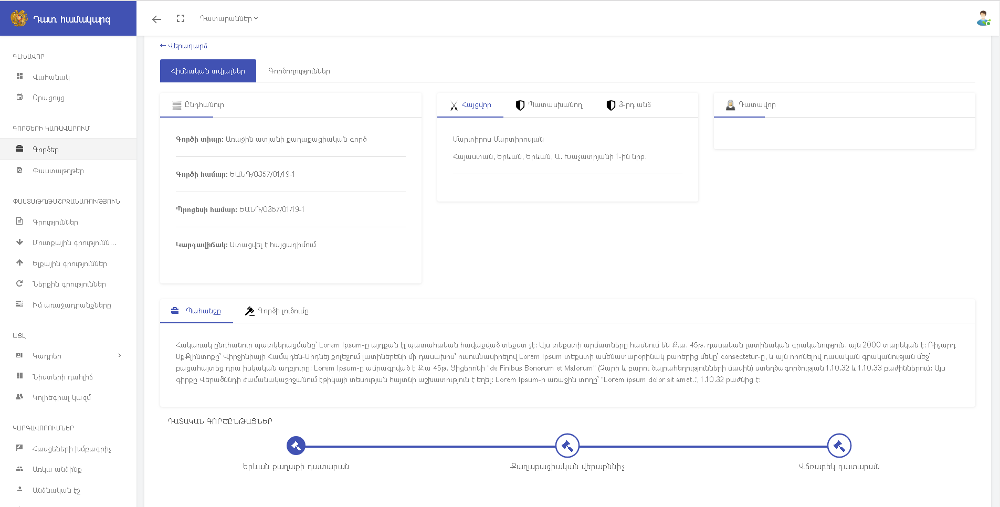 Դատ. համակարգ
Դատարաններ
ԳԼԽԱՎՈՐ
Վահանակ
Օրացույց
ԳՈՐԾԵՐԻ ԿԱՌԱՎԱՐՈՒՄ
Գործեր
Փաստաթղթեր
ՓԱՍՏԱԹՂԹԱՇՐՋԱՆԱՌՈՒԹՅՈՒՆ
Գրություններ
Մուտքային գրությունն...
Ելքային գրություններ
Ներքին գրություններ
Իմ առաջադրանքները
ԱՅԼ
Կադրեր
Նիստերի դահլիճ
Կոլիեգիալ կազմ
ԿԱՐԳԱՎՈՐՈՒՄՆԵՐ
Հասցեների խմբագրիչ
Առկա անձինք
Անձնական էջ
← Վերադարձ
Հիմնական տվյալներ
Գործողություններ
Ընդհանուր
Գործի տիպը: Առաջին ատյանի քաղաքացիական գործ
Գործի համար: ԵԱՆԴ/0357/01/19-1
Պրոցեսի համար: ԵԱՆԴ/0357/01/19-1
Կարգավիճակ: Ստացվել է հայցադիմում
Հայցվոր
Պատասխանող
3-րդ անձ
Մարտիրոս Մարտիրոսյան
Հայաստան, Երևան, Երևան, Ա. Խաչատրյանի 1-ին նրբ.
Դատավոր
Պահանջը
Գործի լուծումը
Հակառակ ընդհանուր պատկերացմանը՝ Lorem Ipsum-ը այդքան էլ պատահական հավաքված տեքստ չէ: Այս տեքստի արմատները հասնում են Ք.ա. 45թ. դասական լատինական գրականություն. այն 2000 տարեկան է: Ռիչարդ
ՄքՔլինտոքը՝ Վիրջինիայի Համպդեն-Սիդնեյ քոլեջում լատիներենի մի դասախոս՝ ուսումնասիրելով Lorem Ipsum տեքստի ամենատարօրինակ բառերից մեկը՝ consectetur-ը, և այն որոնելով դասական գրականության մեջ՝
բացահայտեց դրա իսկական աղբյուրը: Lorem Ipsum-ը ամրագրված է Ք.ա 45թ. Ցիցերոնի "de Finibus Bonorum et Malorum" (Չարի և բարու ծայրահեղությունների մասին) ստեղծագործության 1.10.32 և 1.10.33 բաժիններում: Այս
գիրքը Վերածննդի ժամանակաշրջանում էթիկայի տեսության հայտնի աշխատություն է եղել: Lorem Ipsum-ի առաջին տողը՝ "Lorem ipsum dolor sit amet..", 1.10.32 բաժնից է:
ԴԱՏԱԿԱՆ ԳՈՐԾԸՆԹԱՑՆԵՐ
Երևան քաղաքի դատարան
Քաղաքացիական վերաքննիչ
Վճռաբեկ դատարան